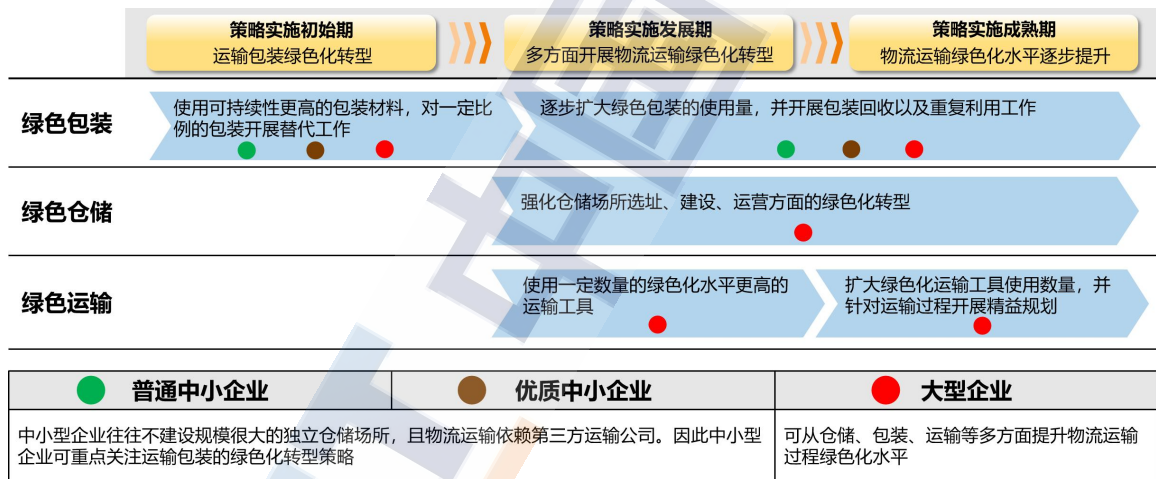 策略实施初始期
运输包装绿色化转型
策略实施发展期
多方面开展物流运输绿色化转型
策略实施成熟期
物流运输绿色化水平逐步提升
绿色包装
使用可持续性更高的包装材料，对一定比
例的包装开展替代工作
逐步扩大绿色包装的使用量，并开展包装回收以及重复利用工作
绿色仓储
强化仓储场所选址、建设、运营方面的绿色化转型
绿色运输
使用一定数量的绿色化水平更高的
运输工具
扩大绿色化运输工具使用数量，并
针对运输过程开展精益规划
普通中小企业
优质中小企业
大型企业
中小型企业往往不建设规模很大的独立仓储场所，且物流运输依赖第三方运输公司。因此中小型
企业可重点关注运输包装的绿色化转型策略
可从仓储、包装、运输等多方面提升物流运输
过程绿色化水平